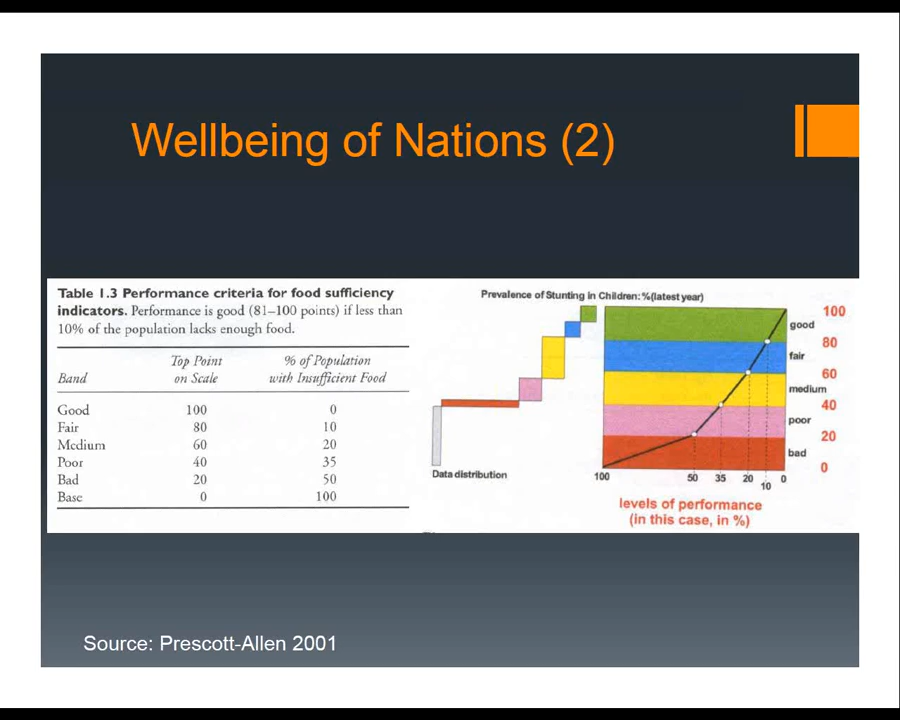 Wellbeing of Nations (2)
Table 1.3 Performance criteria for food sufficiency
indicators. Performance is good (81–100 points) if less than
10% of the population lacks enough food.
Top Point % of Population
Band on Scale with Insufficient Food
Good 100 0
Fair 80 10
Medium 60 20
Poor 40 35
Bad 20 50
Base 0 100
Prevalence of Stunting in Children: %(latest year)
100
good
80
fair
60
medium
40
poor
20
bad
0
Data distribution
100 50 35 20 10 0
levels of performance
(in this case, in %)
Source: Prescott-Allen 2001